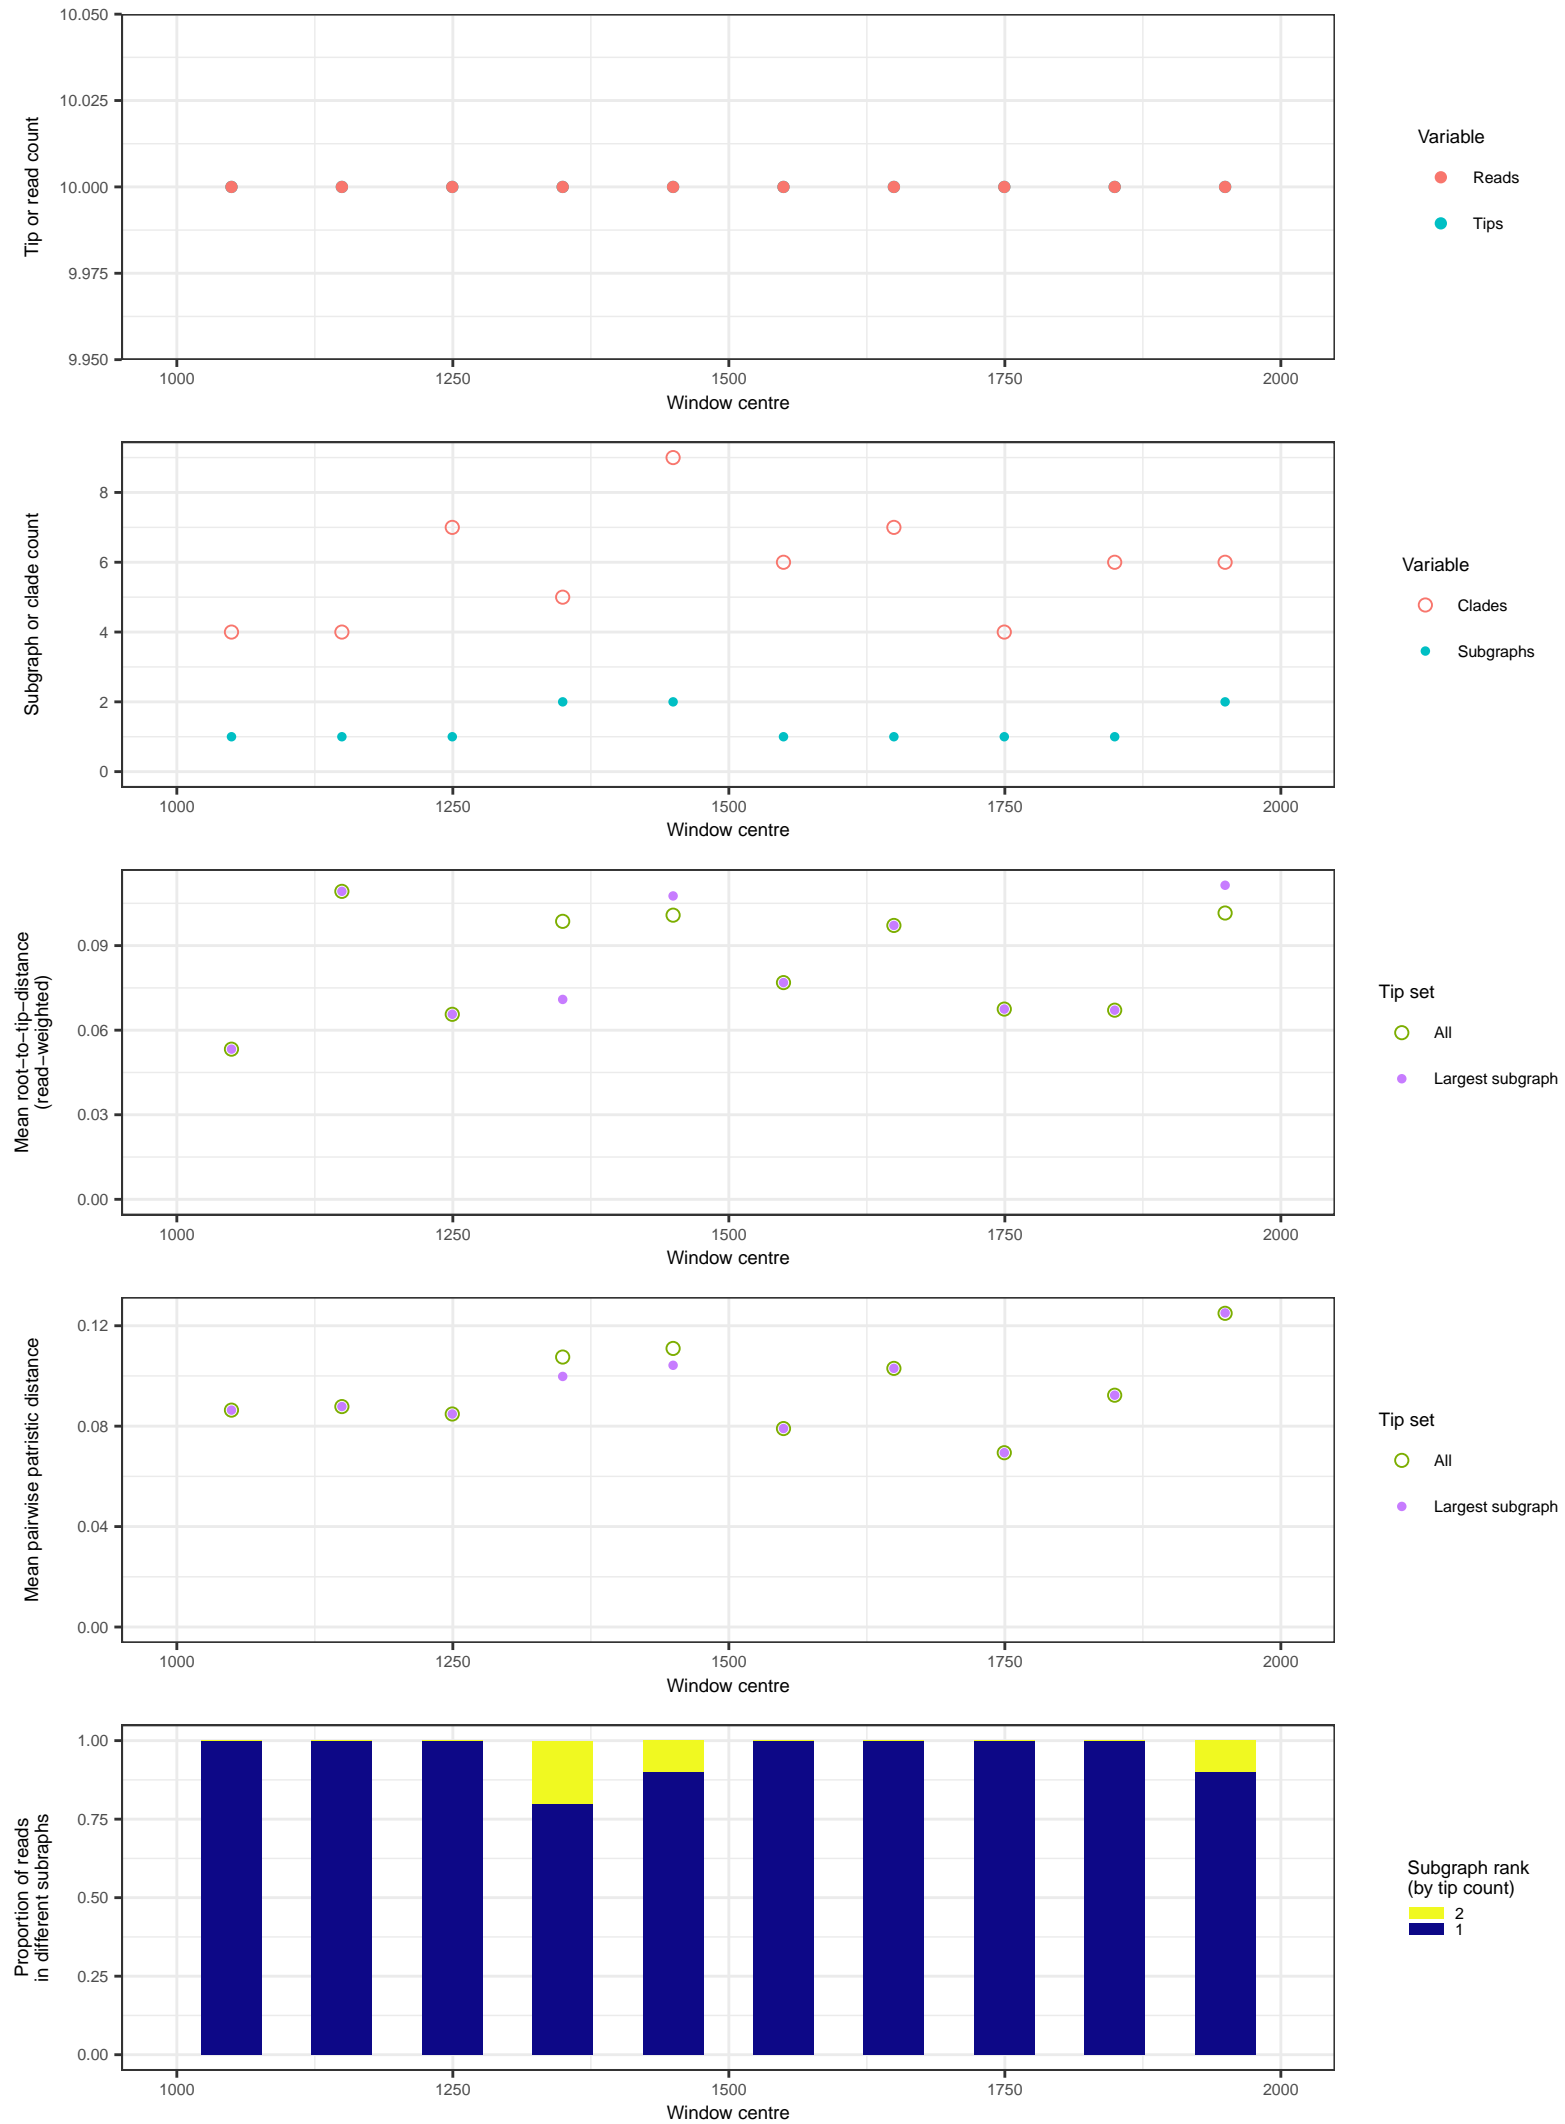 10.050
10.025
10.000
9.975
9.950
Tip or read count
1000 1250 1500 1750 2000
Window centre
Variable
Reads
Tips
8
6
4
2
0
Subgraph or clade count
1000 1250 1500 1750 2000
Window centre
Variable
Clades
Subgraphs
0.09
0.06
0.03
0.00
Mean root−to−tip−distance
(read−weighted)
1000 1250 1500 1750 2000
Window centre
Tip set
All
Largest subgraph
0.12
0.08
0.04
0.00
Mean pairwise patristic distance
1000 1250 1500 1750 2000
Window centre
Tip set
All
Largest subgraph
1.00
0.75
0.50
0.25
0.00
Proportion of reads
in different subraphs
1000 1250 1500 1750 2000
Window centre
Subgraph rank
(by tip count)
2
1